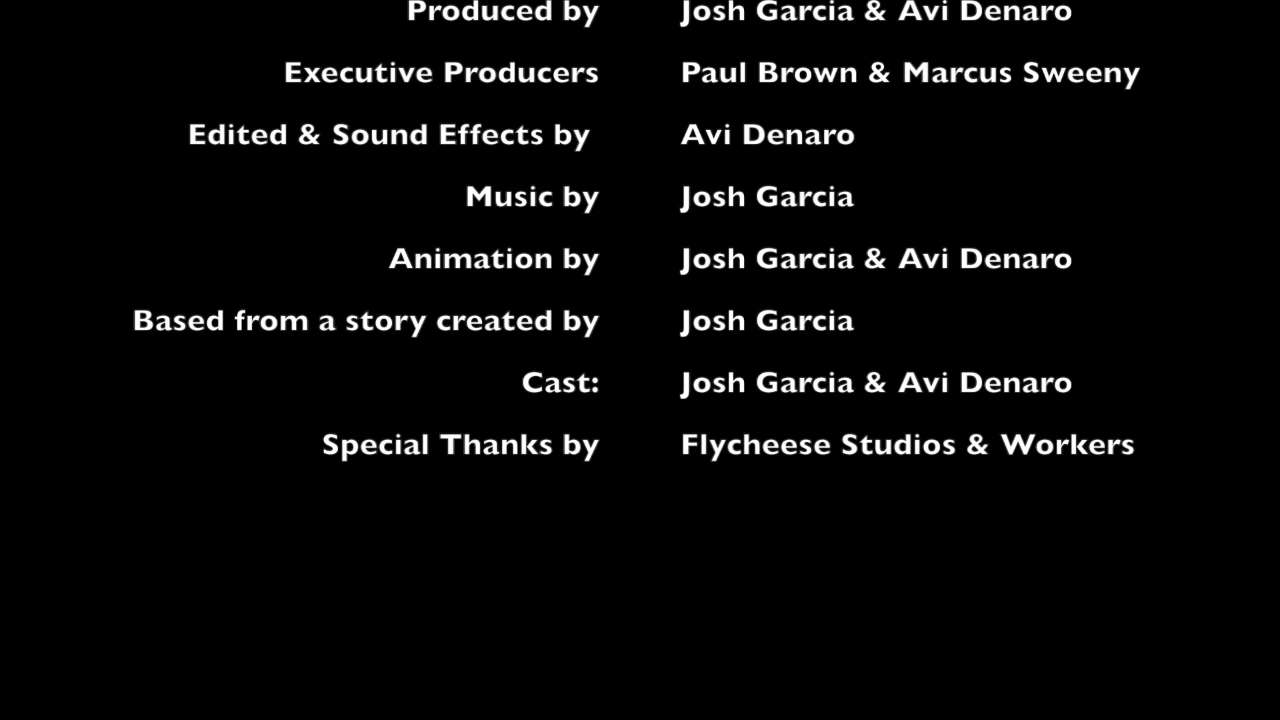 Produced by Josh Garcia & Avi Denaro
Executive Producers Paul Brown & Marcus Sweeny
Edited & Sound Effects by Avi Denaro
Music by Josh Garcia
Animation by Josh Garcia & Avi Denaro
Based from a story created by Josh Garcia
Cast: Josh Garcia & Avi Denaro
Special Thanks by Flycheese Studios & Workers